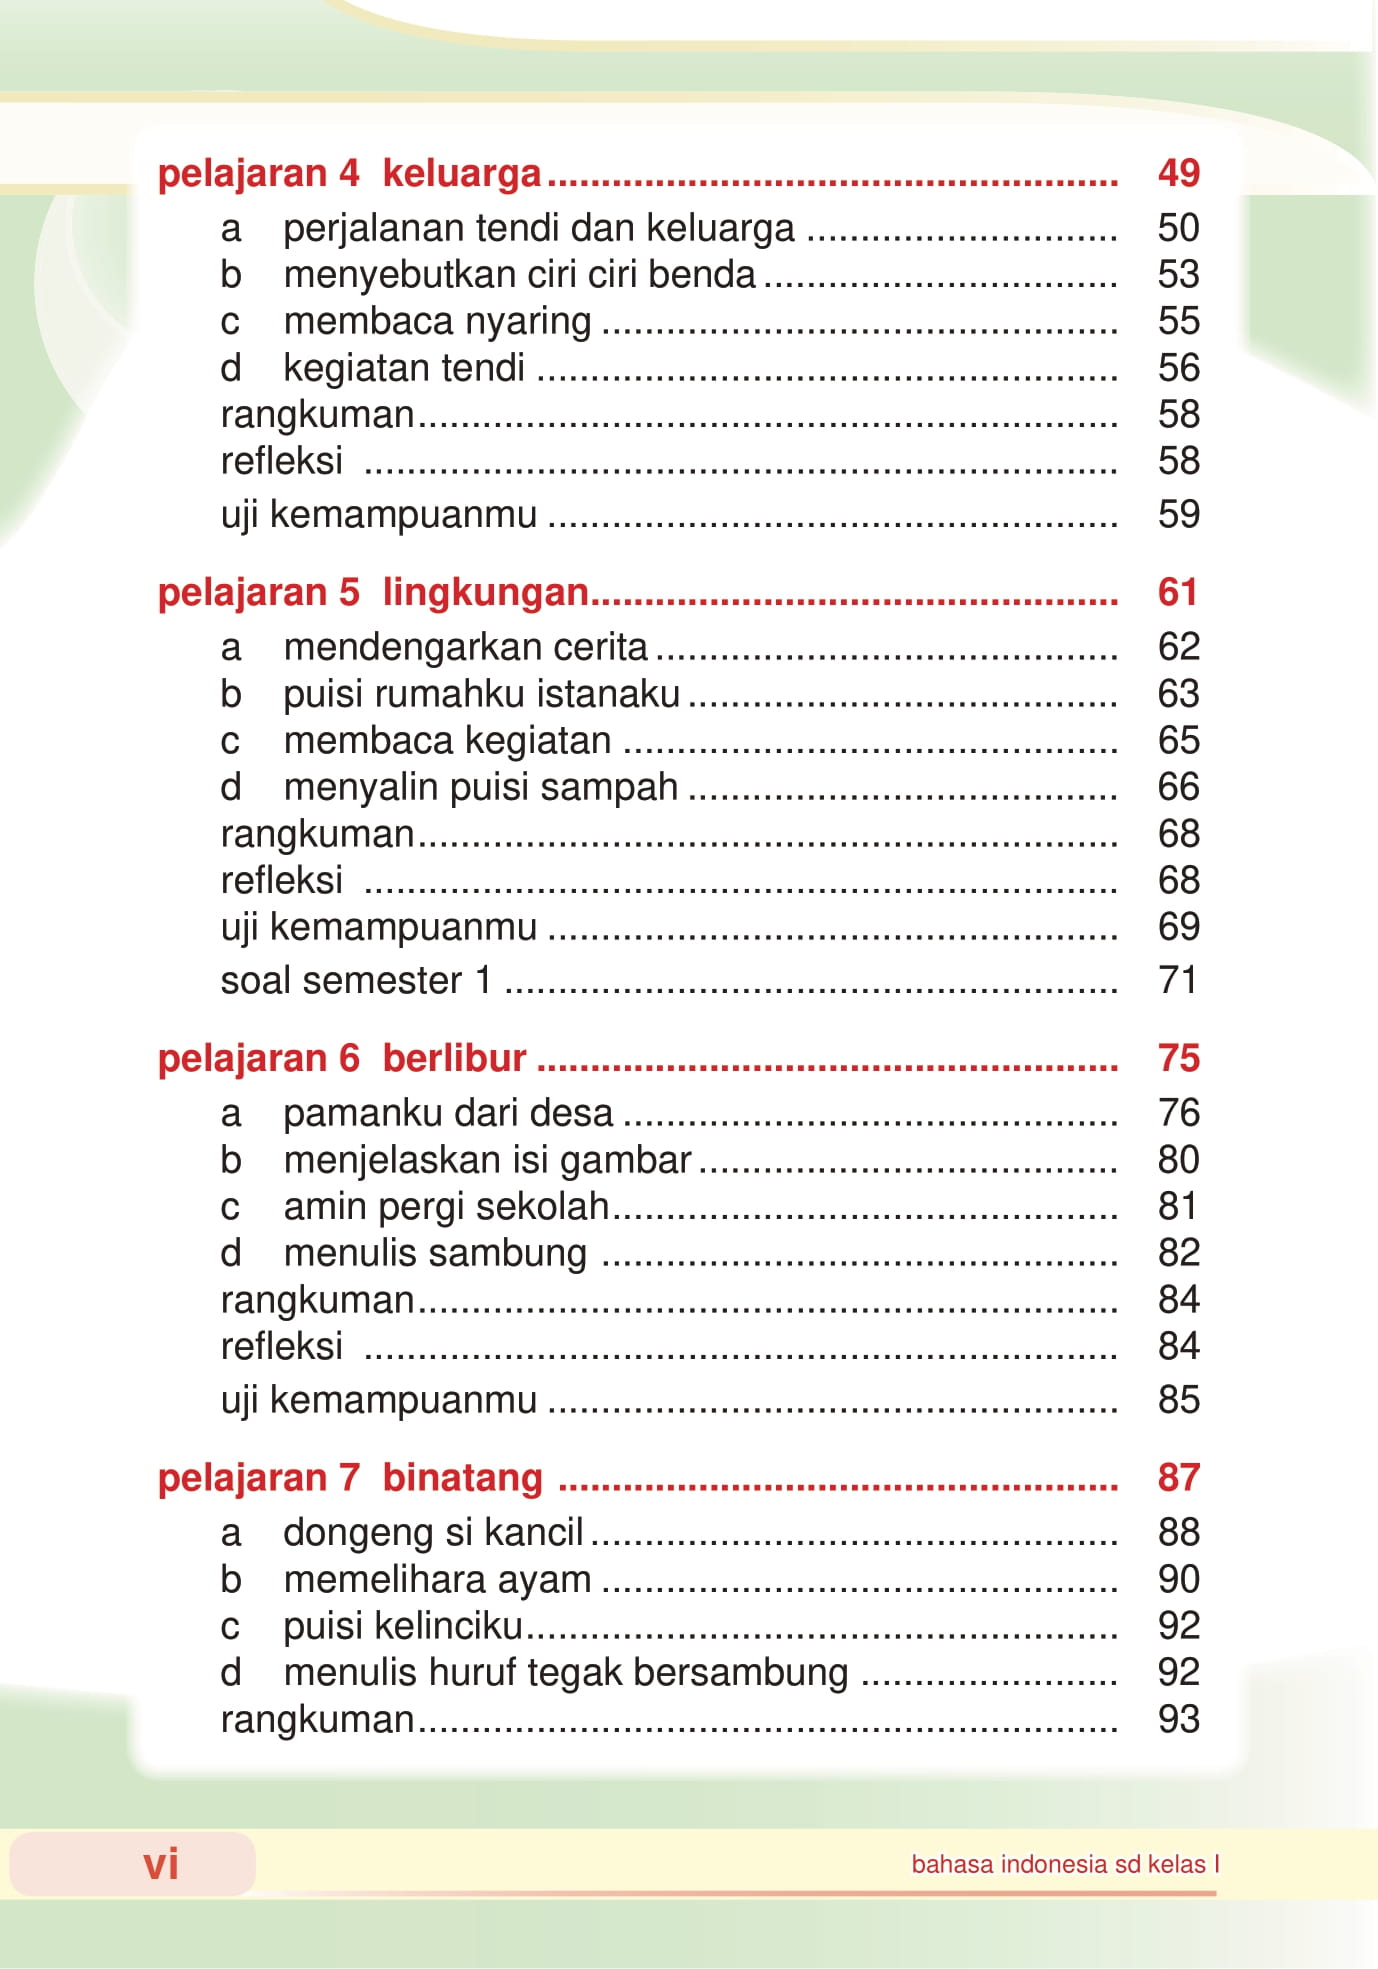 pelajaran 4 keluarga ..................................................... 49
a perjalanan tendi dan keluarga ............................. 50
b menyebutkan ciri ciri benda ................................. 53
c membaca nyaring ................................................ 55
d kegiatan tendi ...................................................... 56
rangkuman................................................................. 58
refleksi ...................................................................... 58
uji kemampuanmu ..................................................... 59
pelajaran 5 lingkungan................................................. 61
a mendengarkan cerita ........................................... 62
b puisi rumahku istanaku ........................................ 63
c membaca kegiatan .............................................. 65
d menyalin puisi sampah ........................................ 66
rangkuman................................................................. 68
refleksi ...................................................................... 68
uji kemampuanmu ..................................................... 69
soal semester 1 ......................................................... 71
pelajaran 6 berlibur ...................................................... 75
a pamanku dari desa .............................................. 76
b menjelaskan isi gambar ....................................... 80
c amin pergi sekolah............................................... 81
d menulis sambung ................................................ 82
rangkuman................................................................. 84
refleksi ...................................................................... 84
uji kemampuanmu ..................................................... 85
pelajaran 7 binatang .................................................... 87
a dongeng si kancil ................................................. 88
b memelihara ayam ................................................ 90
c puisi kelinciku....................................................... 92
d menulis huruf tegak bersambung ........................ 92
rangkuman................................................................. 93
vi bahasa indonesia sd kelas I